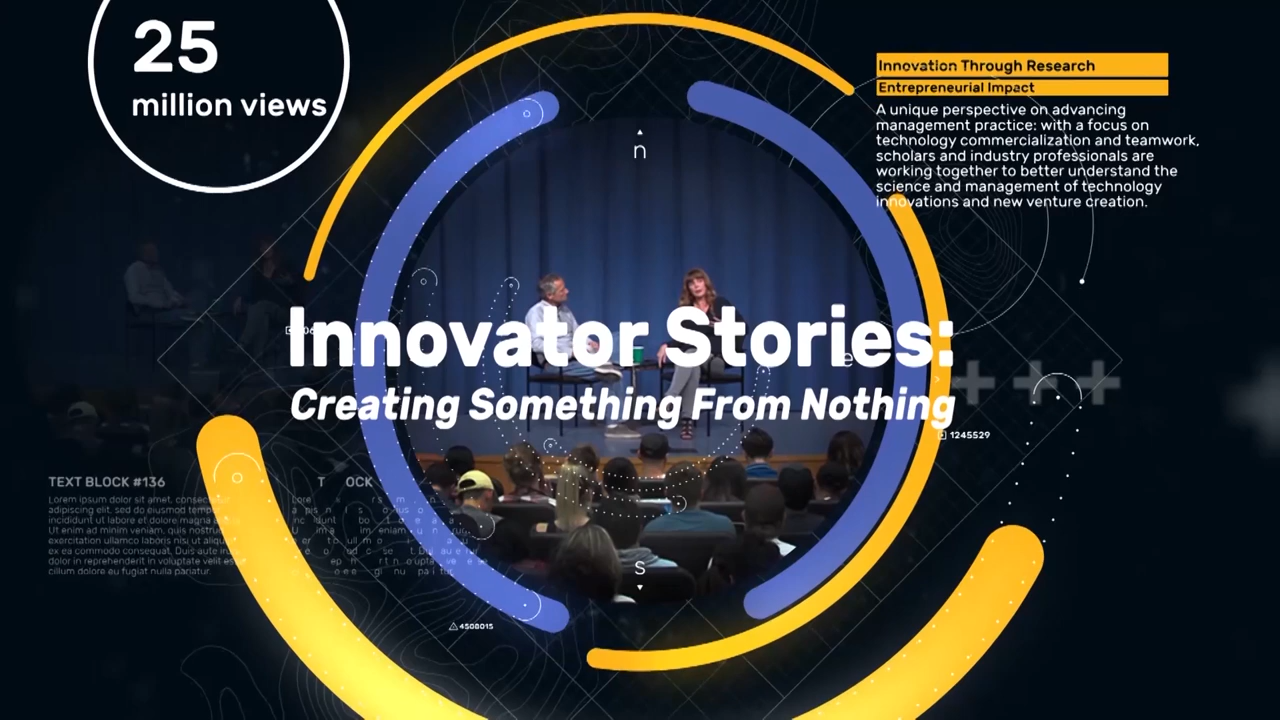 25
million views
Innovation Through Research
Entrepreneurial Impact
A unique perspective on advancing
management practice: with a focus on
technology commercialization and teamwork,
scholars and industry professionals are
working together to better understand the
science and management of technology
innovations and new venture creation.
n
Innovator Stories:
e
Creating Something From Nothing
1245529
TEXT BLOCK #136
Lorem ipsum dolor sit amet, consectetur
adipiscing elit, sed do eiusmod tempor
incididunt ut labore et dolore magna
Ut enim ad minim veniam, quis nostrud
exercitation ullamco laboris nisi ut aliquip
ex ea commodo consequat. Duis aute
dolor in reprehenderit in voluptate velit
cillum dolore eu fugiat nulla pariatur.
s
4508015